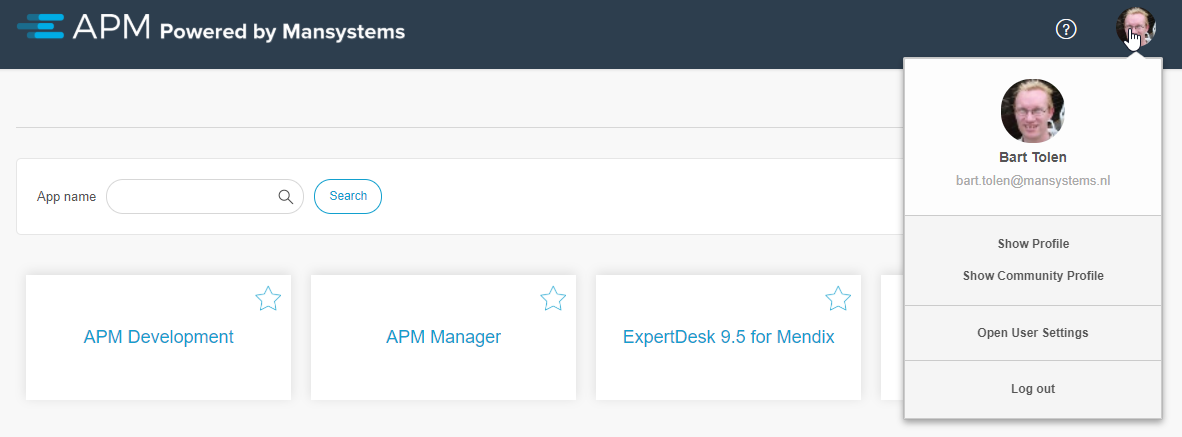 APM Powered by Mansystems
?
Bart Tolen
bart.tolen@mansystems.nl
App name
Search
Show Profile
Show Community Profile
APM Development
APM Manager
ExpertDesk 9.5 for Mendix
Open User Settings
Log out